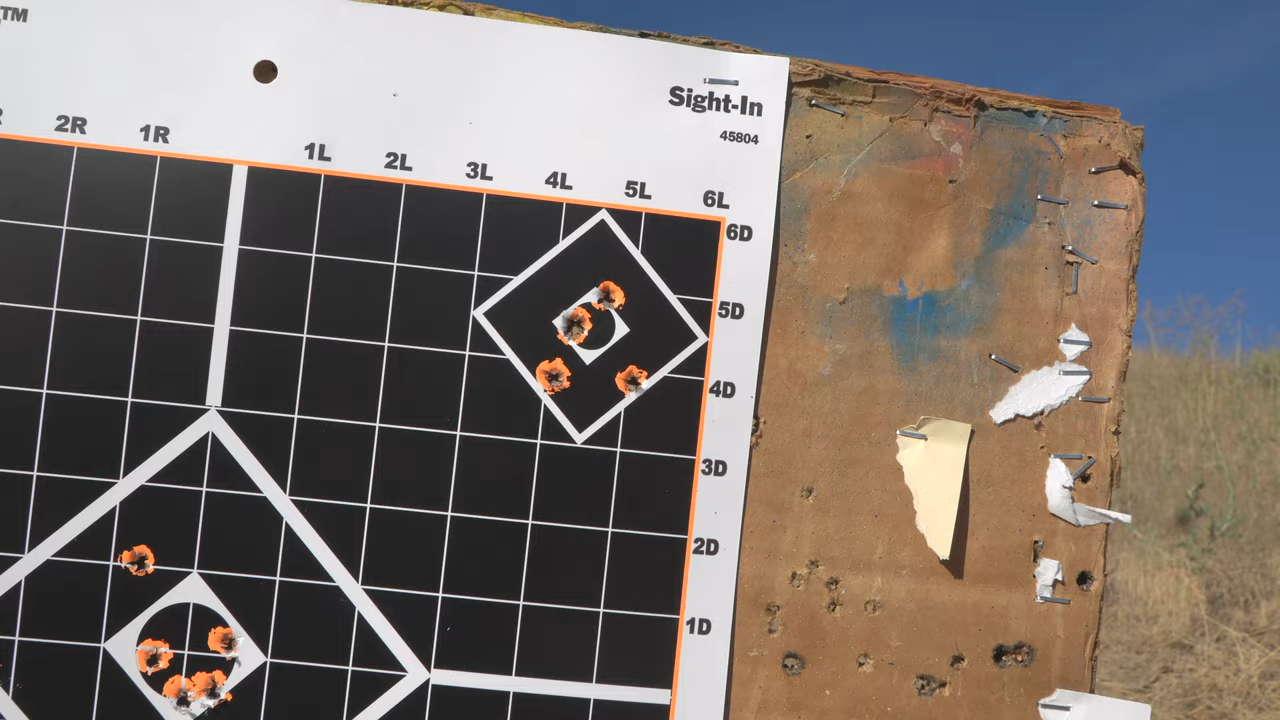 ™
Sight-In
45804
2R 1R 1L 2L 3L 4L 5L 6L
6D
5D
4D
3D
2D
1D